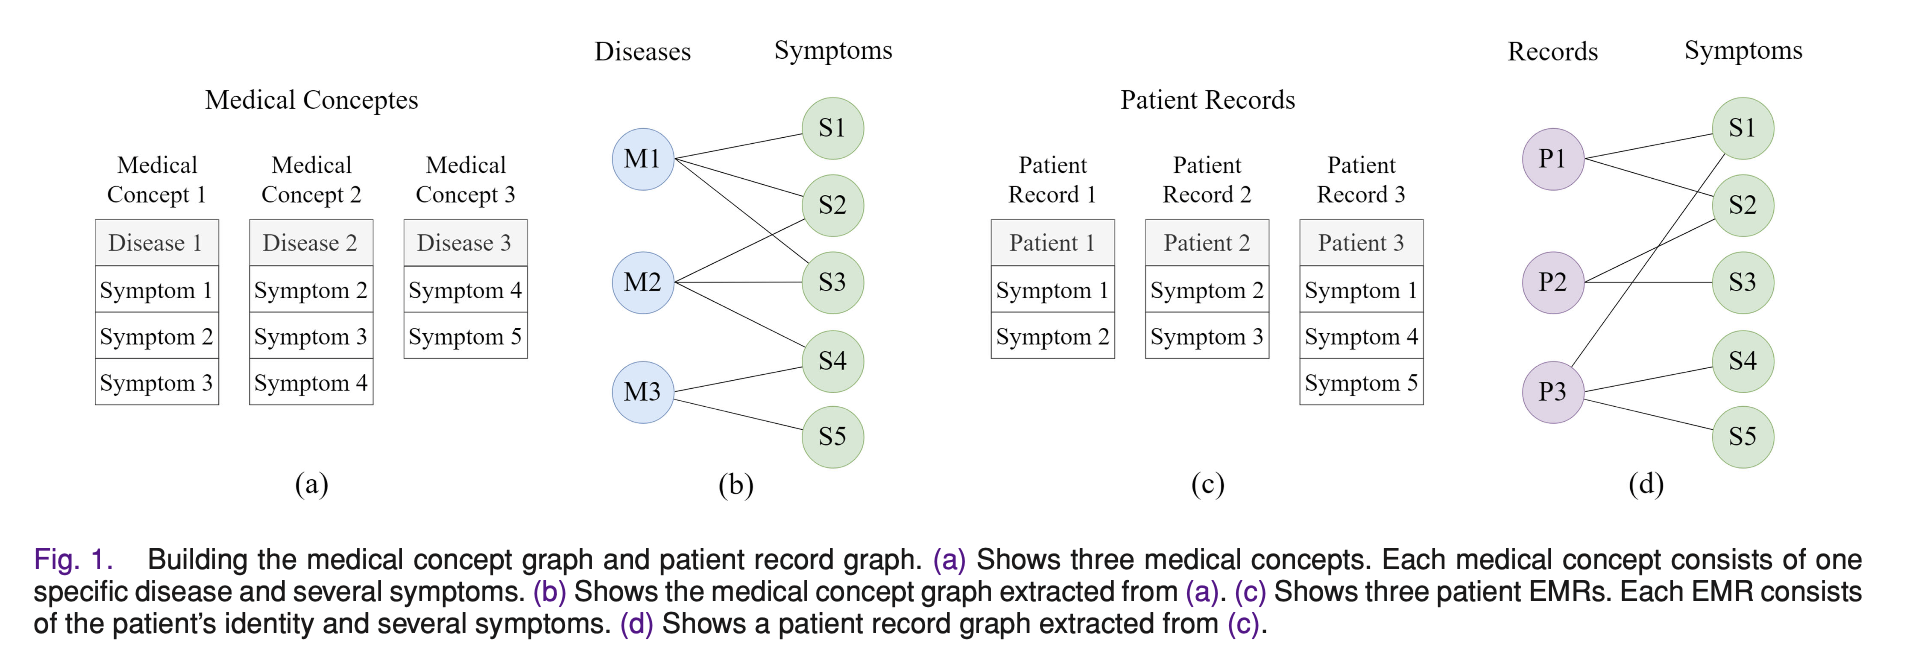 Medical Conceptes
Medical
Concept 1
Disease 1
Symptom 1
Symptom 2
Symptom 3
Medical
Concept 2
Disease 2
Symptom 2
Symptom 3
Symptom 4
Medical
Concept 3
Disease 3
Symptom 4
Symptom 5
(a)
Diseases
Symptoms
M1
M2
M3
S1
S2
S3
S4
S5
(b)
Patient Records
Patient
Record 1
Patient 1
Symptom 1
Symptom 2
Patient
Record 2
Patient 2
Symptom 2
Symptom 3
Patient
Record 3
Patient 3
Symptom 1
Symptom 4
Symptom 5
(c)
Records
Symptoms
P1
P2
P3
S1
S2
S3
S4
S5
(d)
Fig. 1. Building the medical concept graph and patient record graph. (a) Shows three medical concepts. Each medical concept consists of one
specific disease and several symptoms. (b) Shows the medical concept graph extracted from (a). (c) Shows three patient EMRs. Each EMR consists
of the patient's identity and several symptoms. (d) Shows a patient record graph extracted from (c).